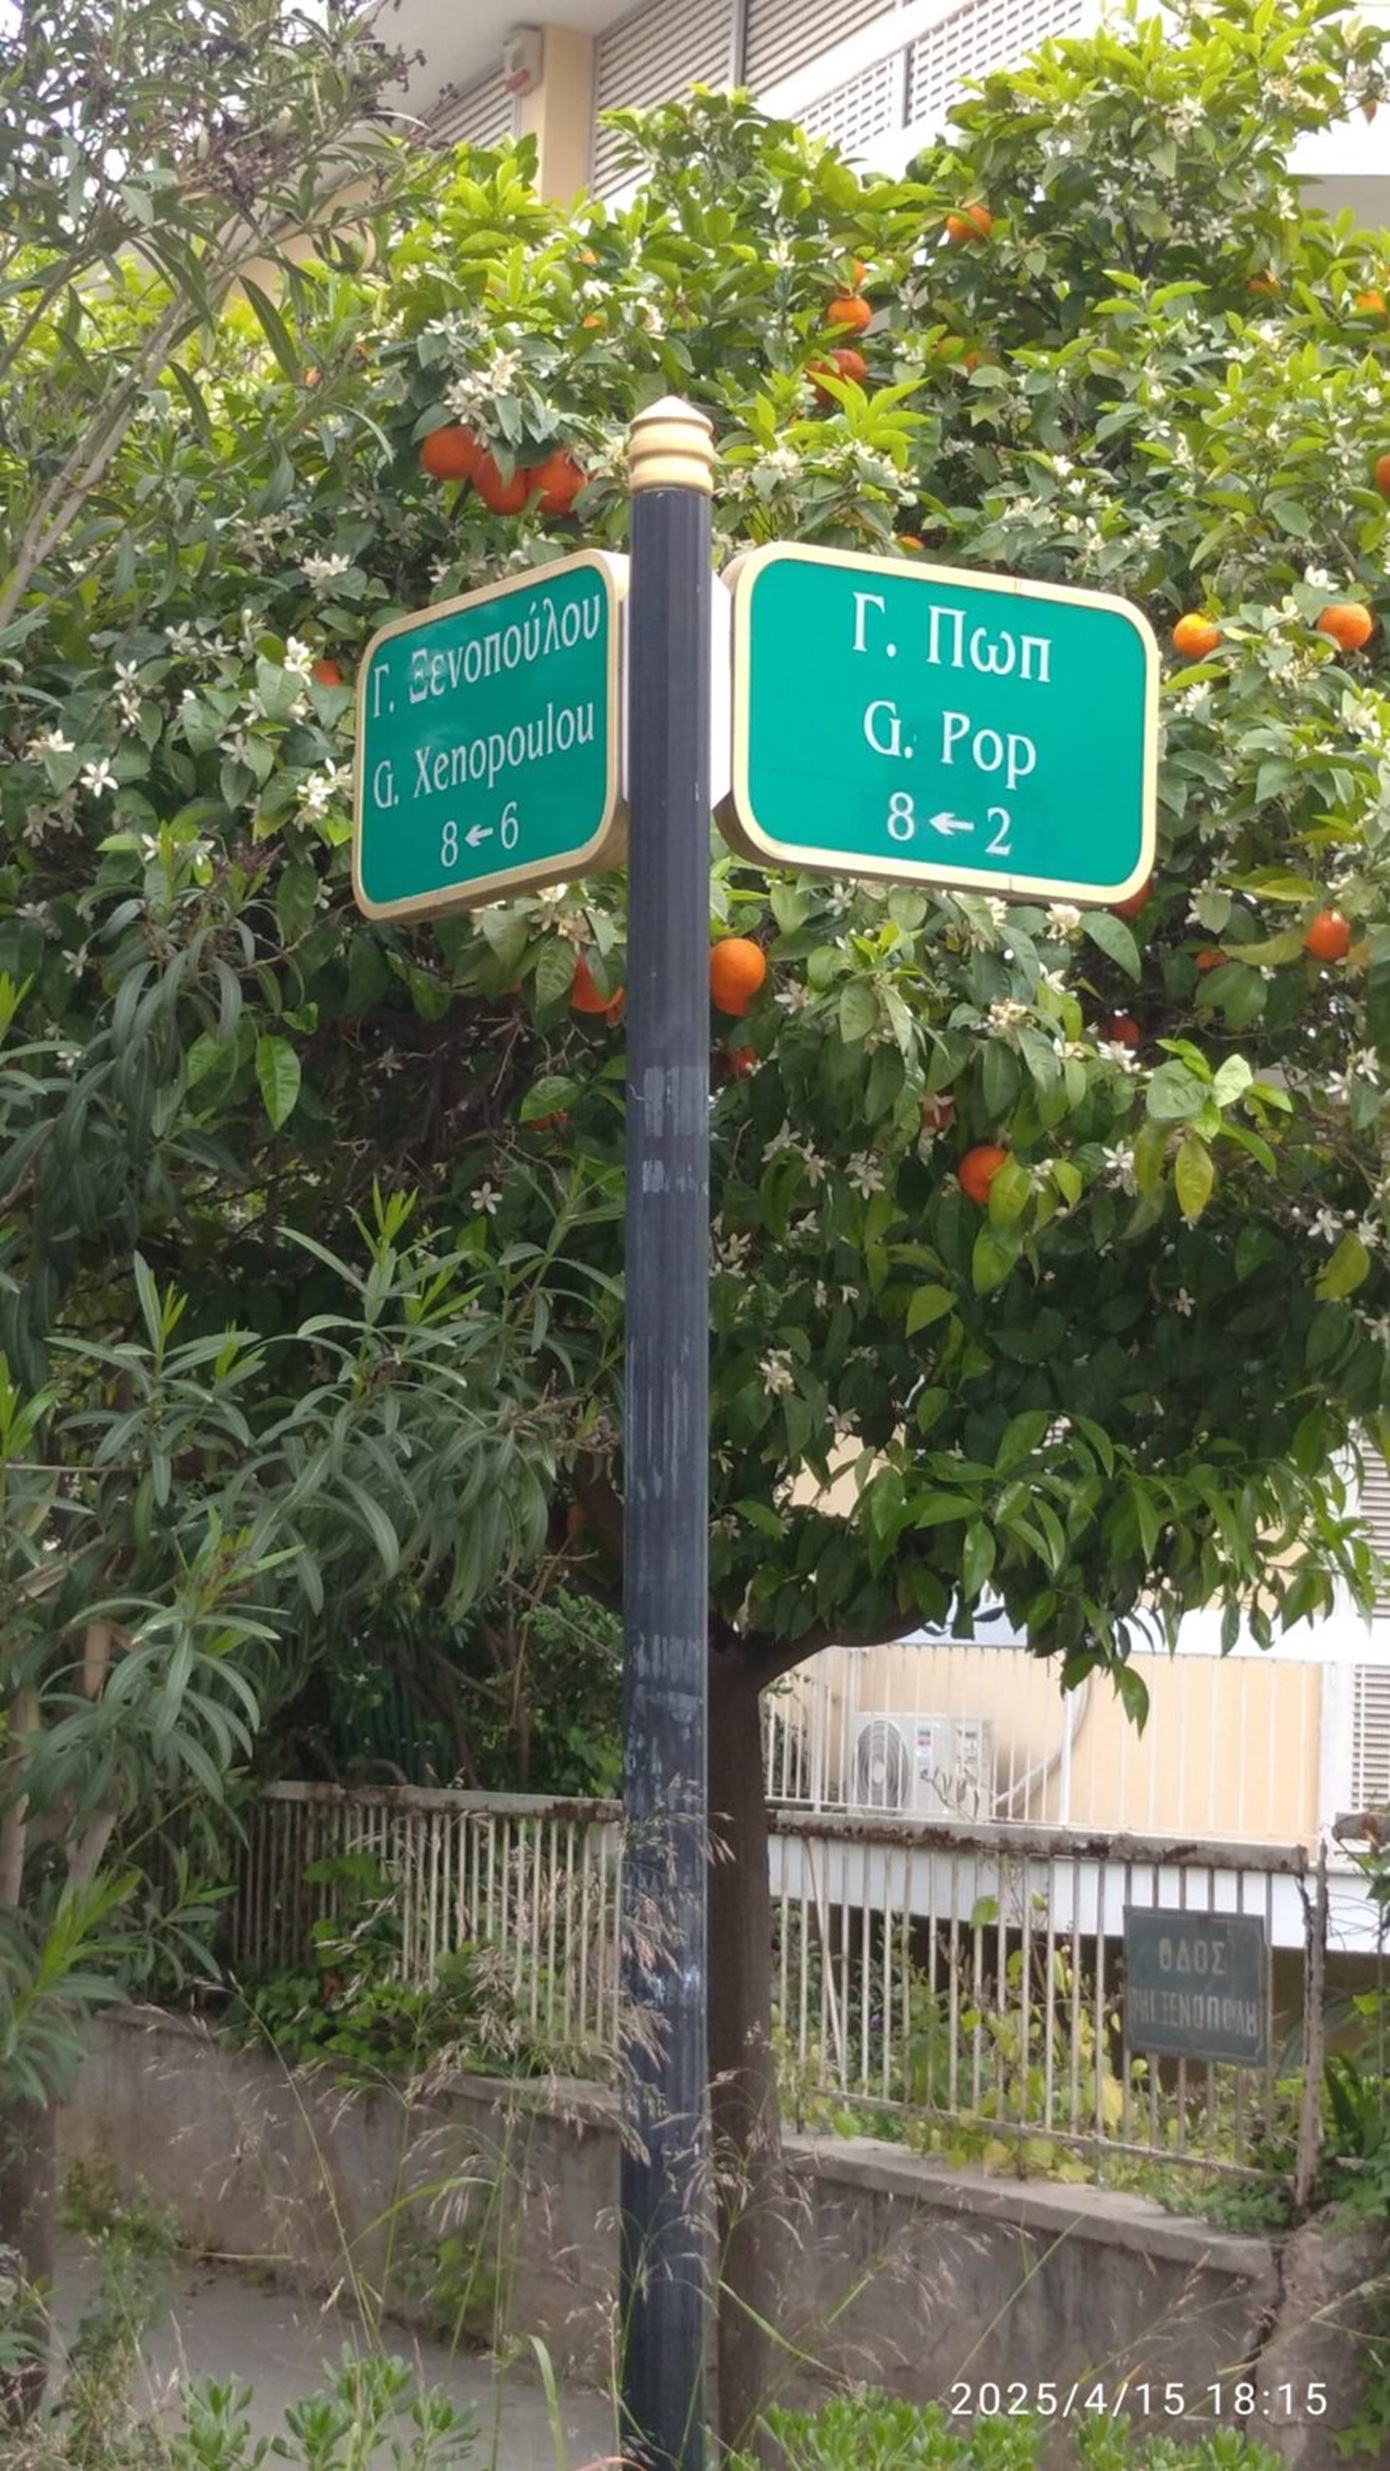 Γ. Ξενοπούλου
G. Xenopoulou
8←6
Γ. Πωπ
G. Pop
8←2
ΟΔΟΣ
2025/4/15 18:15